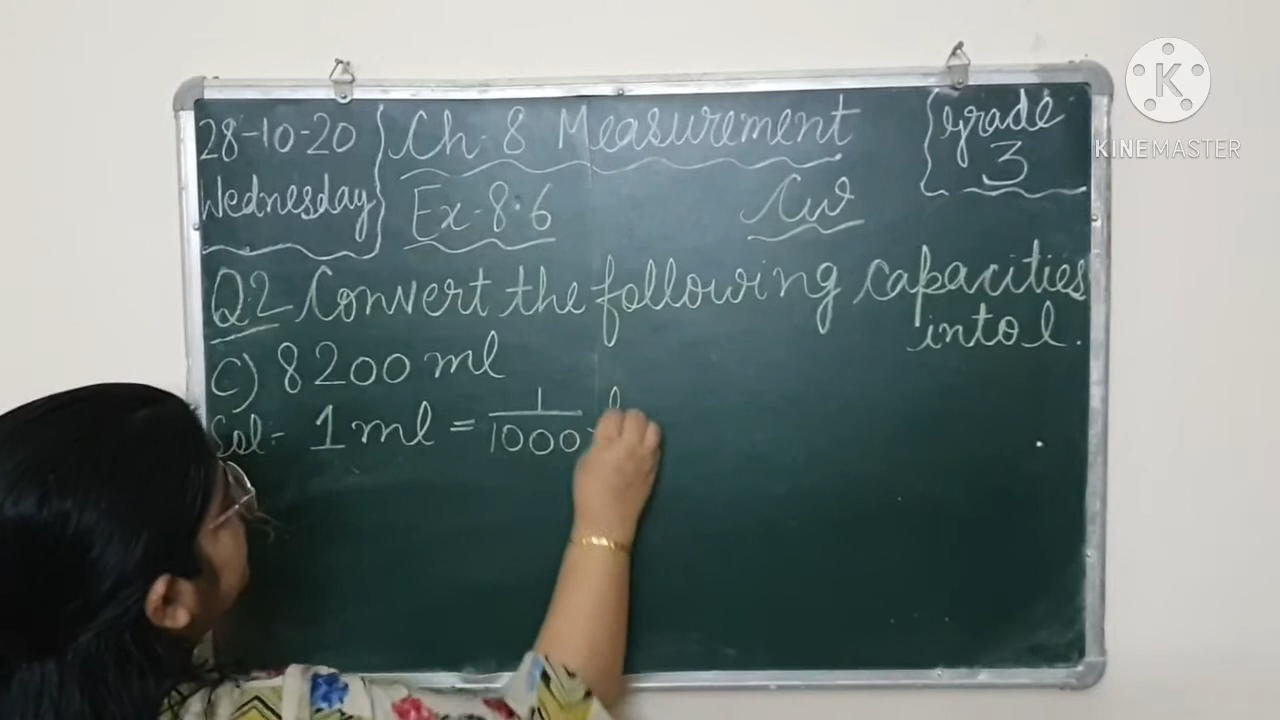 28-10-20
Wednesday
Ch-8 Measurement
Ex-8.6
CW
Grade
3
Q.2 Convert the following capacities
into l.
C) 8200 ml
Sol:- 1 ml = 1/1000 l
KINEMASTER